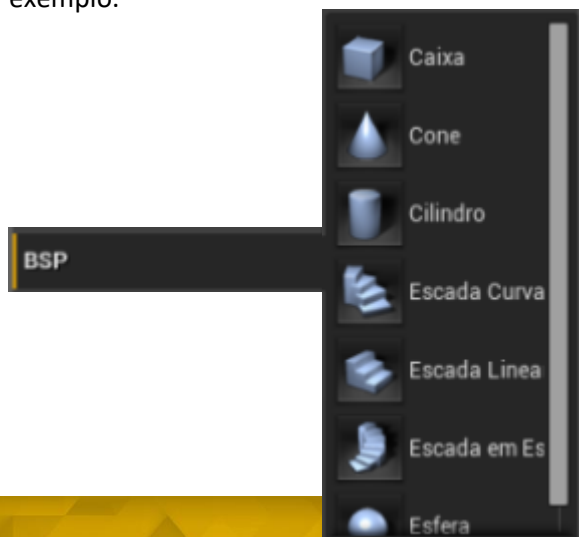 exemplo:
Caixa
Cone
Cilindro
BSP
Escada Curva
Escada Linea
Escada em Es
Esfera